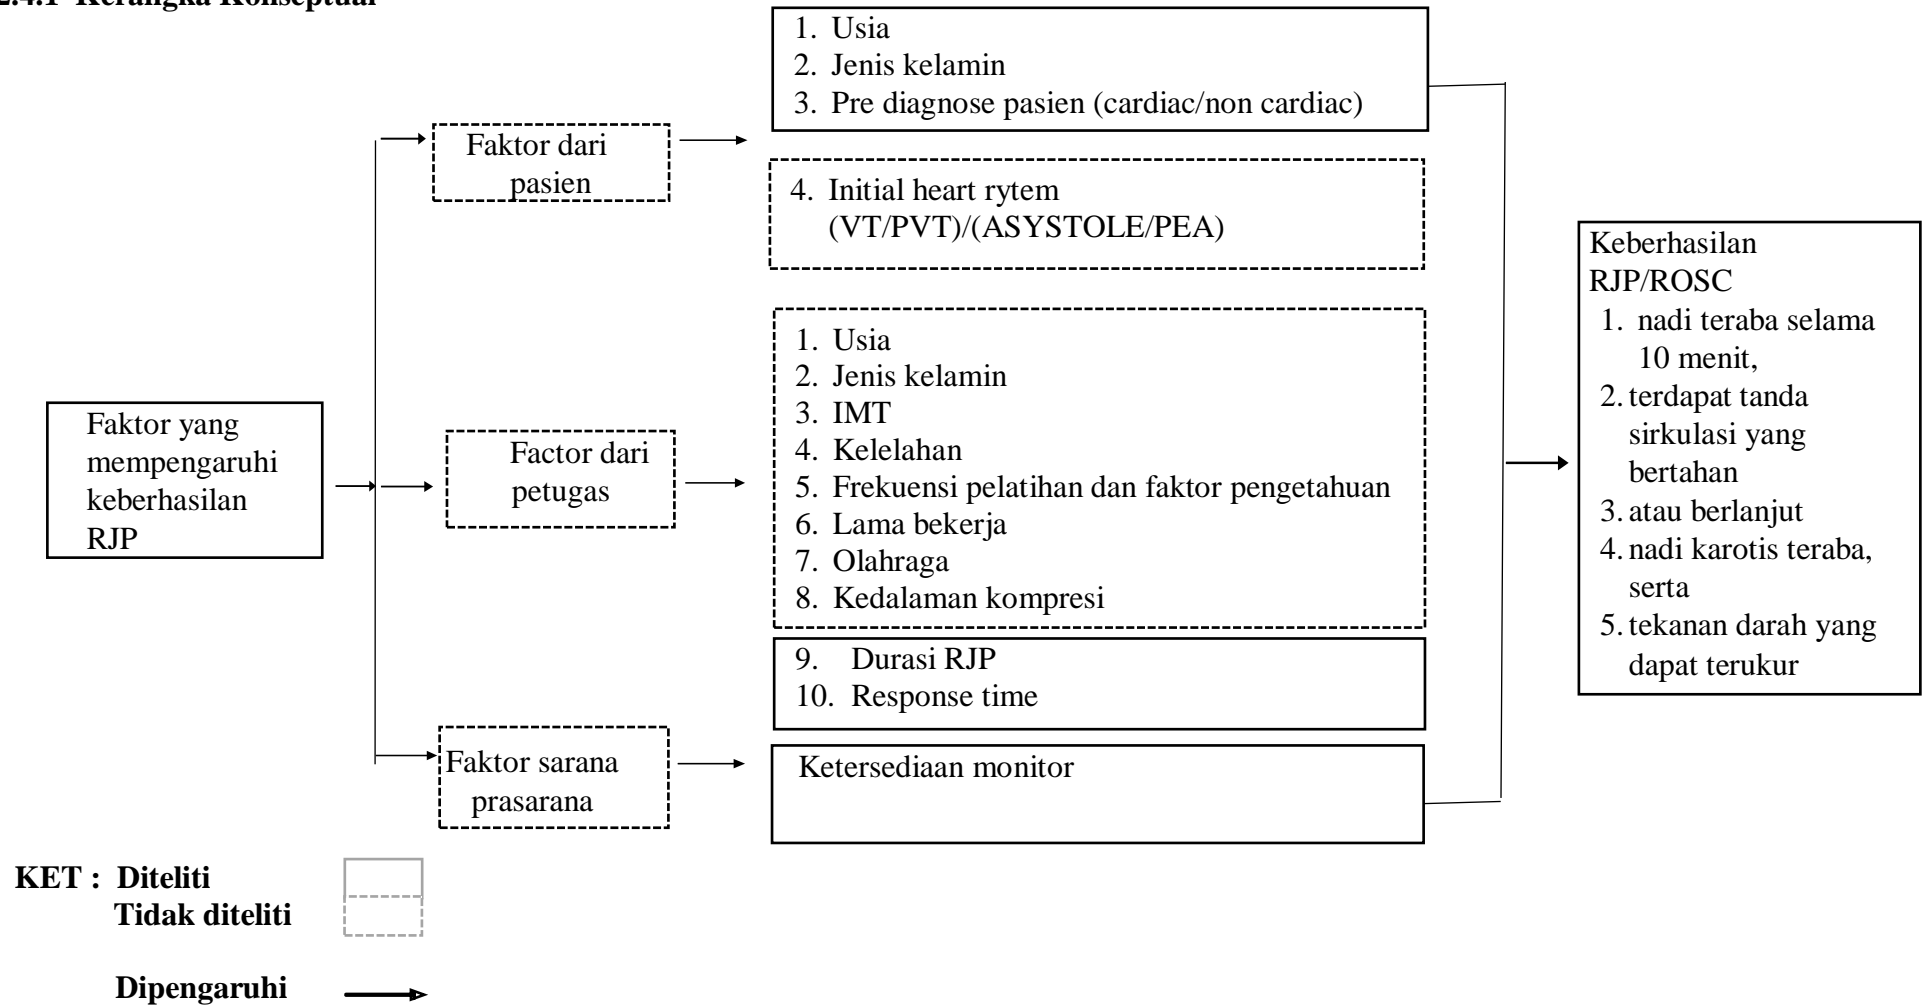 2.4.1 Kerangka Konseptual
1. Usia
2. Jenis kelamin
3. Pre diagnose pasien (cardiac/non cardiac)
Faktor dari
pasien
4. Initial heart rytem
(VT/PVT)/(ASYSTOLE/PEA)
Keberhasilan
RJP/ROSC
1. nadi teraba selama
10 menit,
2. terdapat tanda
sirkulasi yang
bertahan
3. atau berlanjut
4. nadi karotis teraba,
serta
5. tekanan darah yang
dapat terukur
1. Usia
2. Jenis kelamin
3. IMT
4. Kelelahan
5. Frekuensi pelatihan dan faktor pengetahuan
6. Lama bekerja
7. Olahraga
8. Kedalaman kompresi
Faktor yang
mempengaruhi
keberhasilan
RJP
Factor dari
petugas
9. Durasi RJP
10. Response time
Faktor sarana
prasarana
Ketersediaan monitor
KET : Diteliti
Tidak diteliti
Dipengaruhi